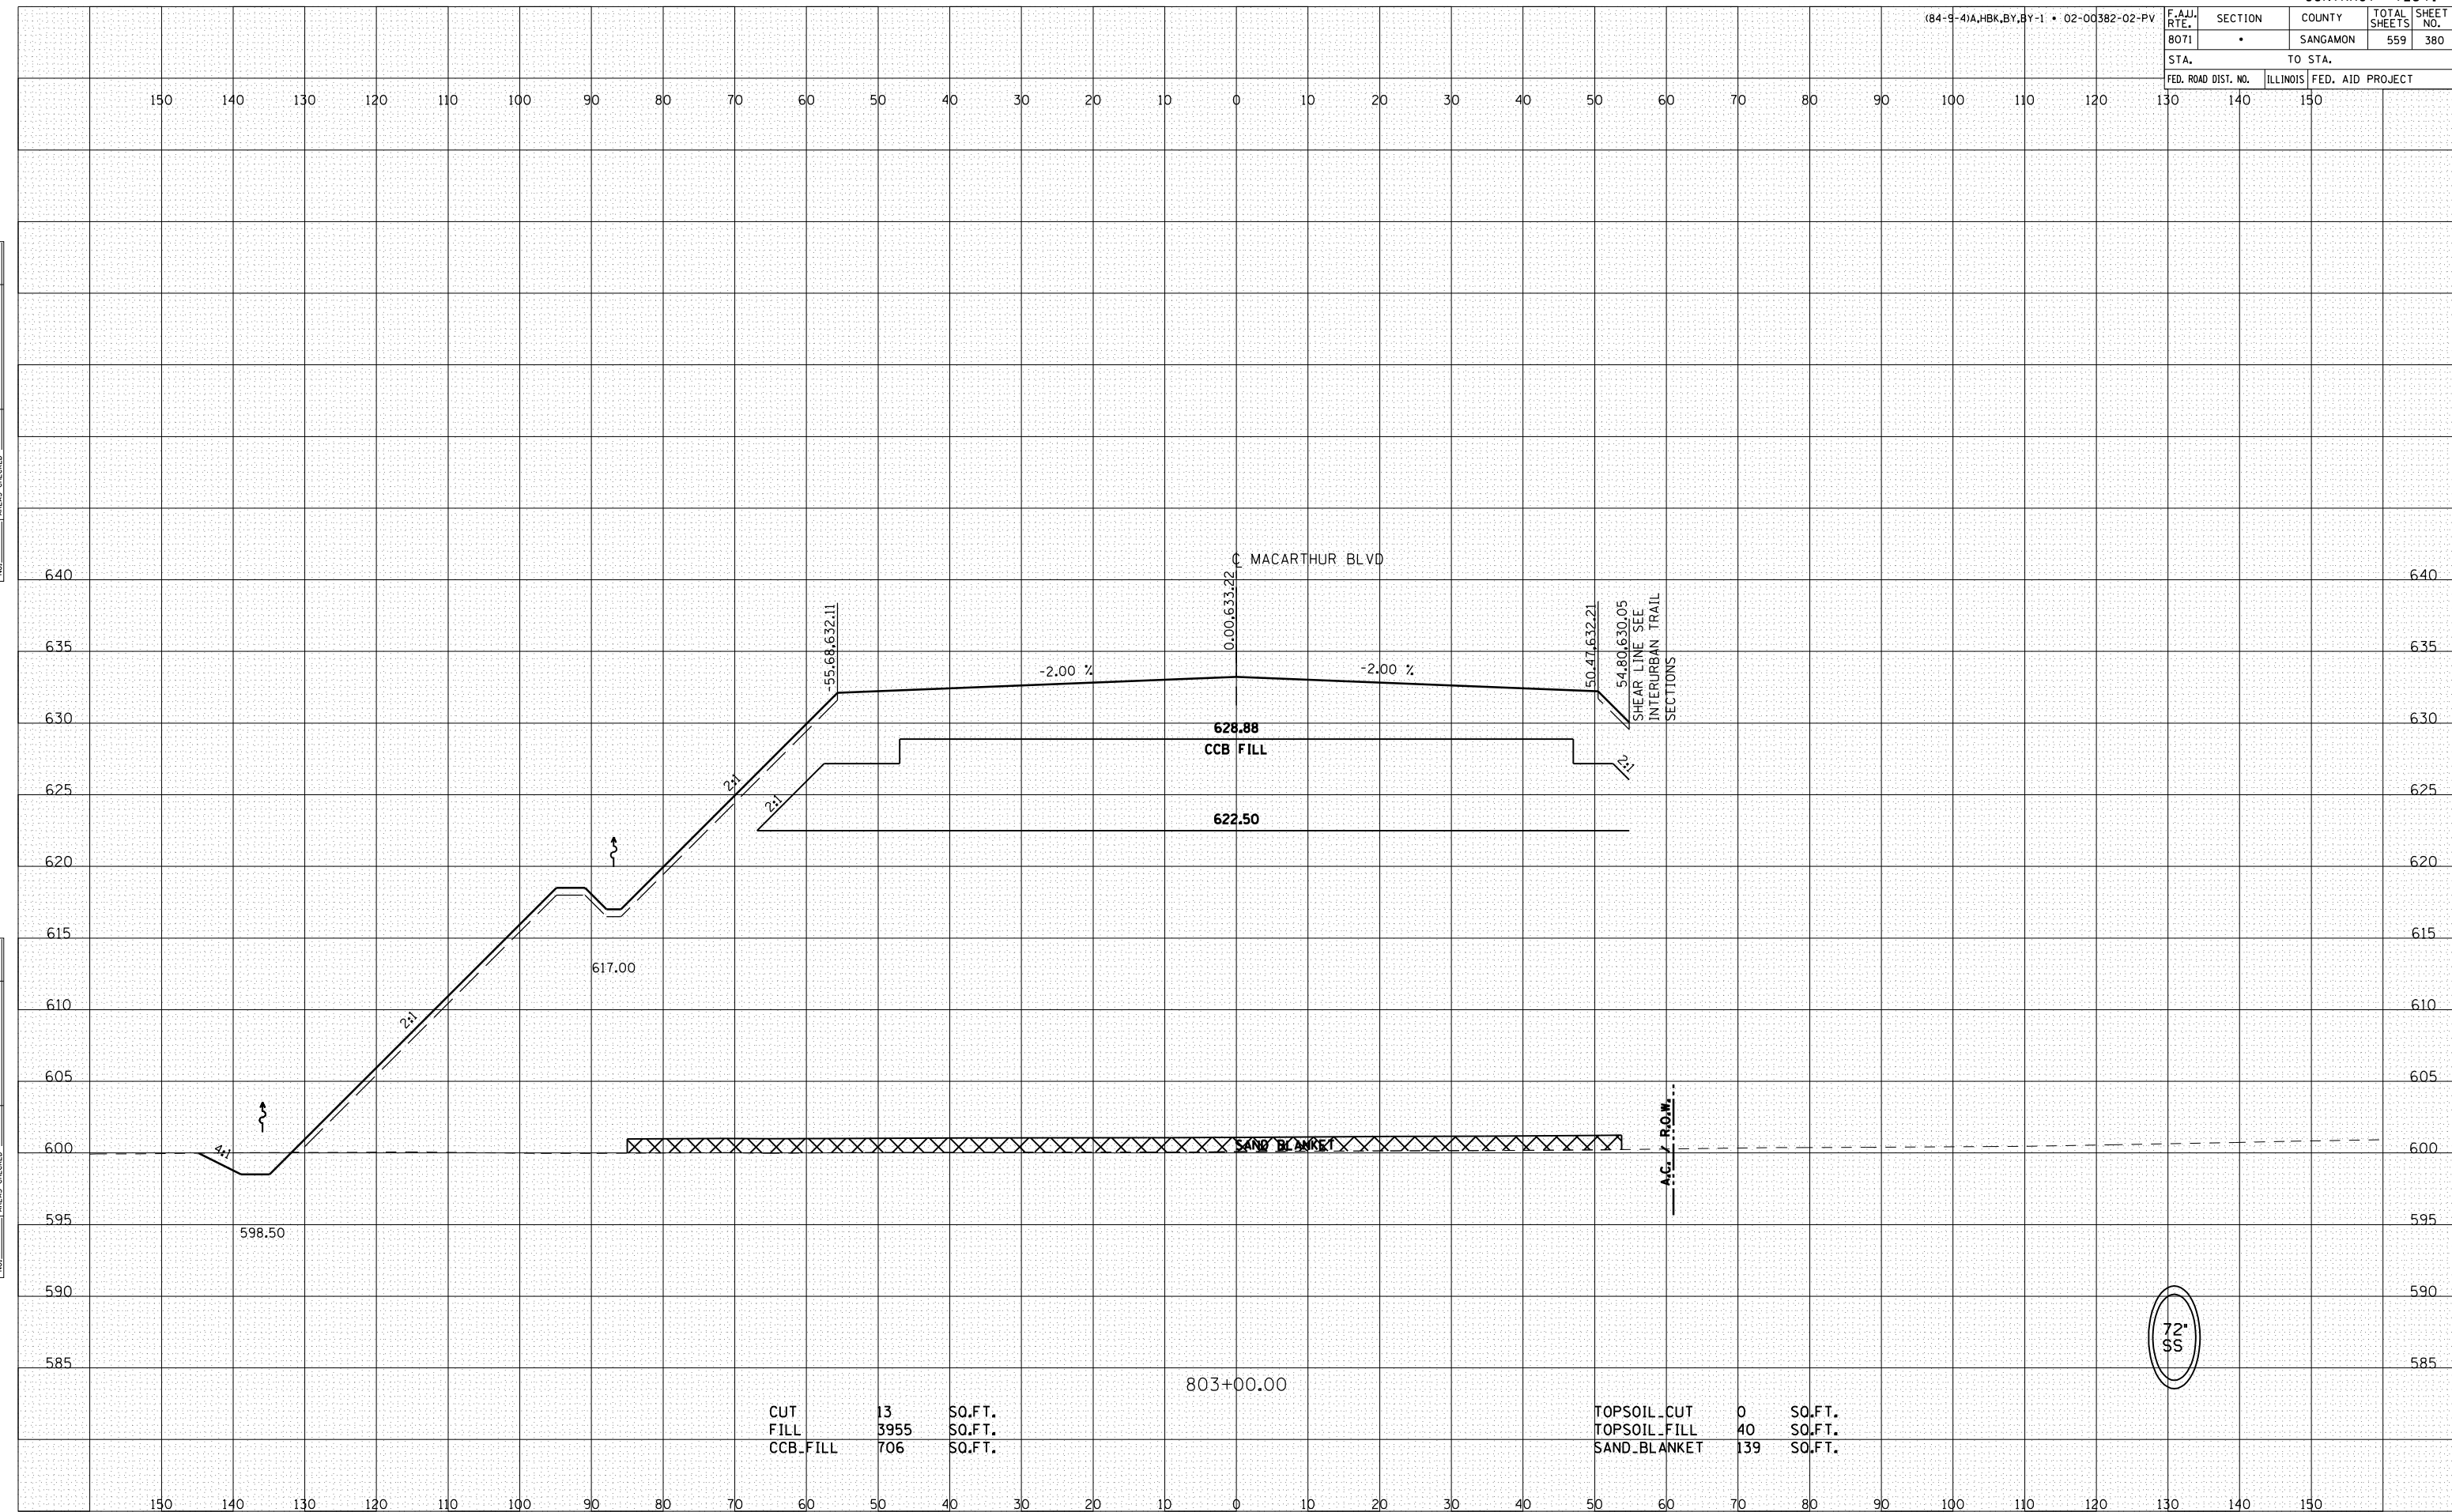 (84-9-4)A,HBK,BY,BY-1 • 02-00382-02-PV
F.A.U. RTE. SECTION COUNTY TOTAL SHEETS SHEET NO.
8071 • SANGAMON 559 380
STA. TO STA.
FED. ROAD DIST. NO. ILLINOIS FED. AID PROJECT
150 140 130 120 110 100 90 80 70 60 50 40 30 20 10 0 10 20 30 40 50 60 70 80 90 100 110 120 130 140 150
℄ MACARTHUR BLVD
640 640
-55.68,632.11
0.00,633.22
50.47,632.21
54.80,630.05
SHEAR LINE SEE
INTERURBAN TRAIL
SECTIONS
635 635
-2.00 % -2.00 %
630 630
628.88
CCB FILL
2:1
2:1
2:1
625 625
622.50
620 620
615 615
617.00
610 610
2:1
605 605
A.C. / R.O.W.
600 600
4:1
SAND BLANKET
595 595
598.50
590 590
72"
SS
585 585
803+00.00
CUT 13 SQ.FT.
FILL 3955 SQ.FT.
CCB_FILL 706 SQ.FT.
TOPSOIL_CUT 0 SQ.FT.
TOPSOIL_FILL 40 SQ.FT.
SAND_BLANKET 139 SQ.FT.
150 140 130 120 110 100 90 80 70 60 50 40 30 20 10 0 10 20 30 40 50 60 70 80 90 100 110 120 130 140 150